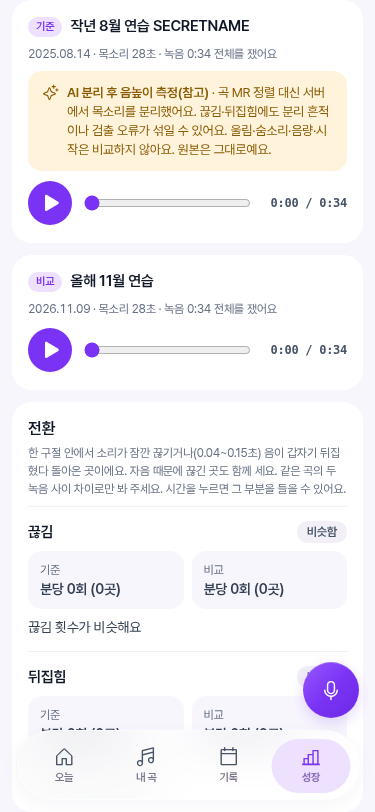 기준 작년 8월 연습 SECRETNAME
2025.08.14 · 목소리 28초 · 녹음 0:34 전체를 쟀어요
AI 분리 후 음높이 측정(참고) · 곡 MR 정렬 대신 서버
에서 목소리를 분리했어요. 끊김·뒤집힘에도 분리 흔적
이나 검출 오류가 섞일 수 있어요. 울림·숨소리·음량·시
작은 비교하지 않아요. 원본은 그대로예요.
0:00 / 0:34
비교 올해 11월 연습
2026.11.09 · 목소리 28초 · 녹음 0:34 전체를 쟀어요
0:00 / 0:34
전환
한 구절 안에서 소리가 잠깐 끊기거나(0.04~0.15초) 음이 갑자기 뒤집
혔다 돌아온 곳이에요. 자음 때문에 끊긴 곳도 함께 세요. 같은 곡의 두
녹음 사이 차이로만 봐 주세요. 시간을 누르면 그 부분을 들을 수 있어요.
끊김 비슷함
기준 비교
분당 0회 (0곳) 분당 0회 (0곳)
끊김 횟수가 비슷해요
뒤집힘
기준 비교
오늘 내 곡 기록 성장